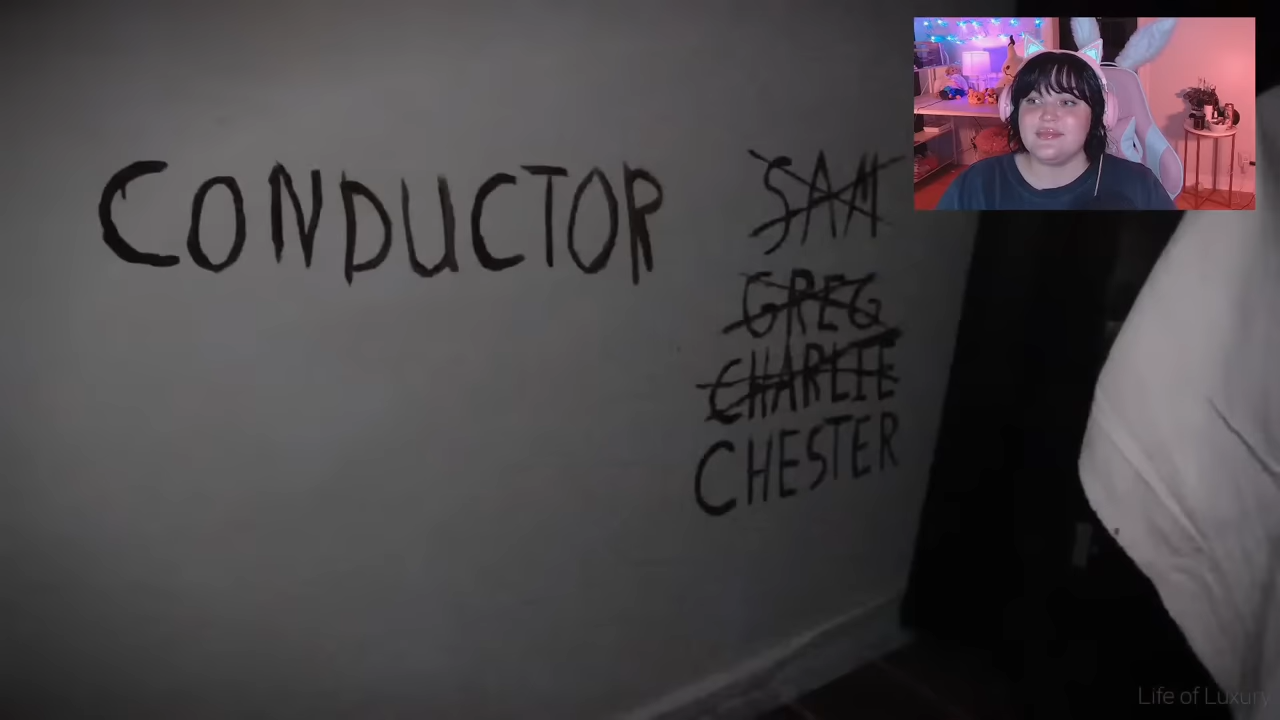 CONDUCTOR
SAM
GREG
CHARLIE
CHESTER
Life of Luxury